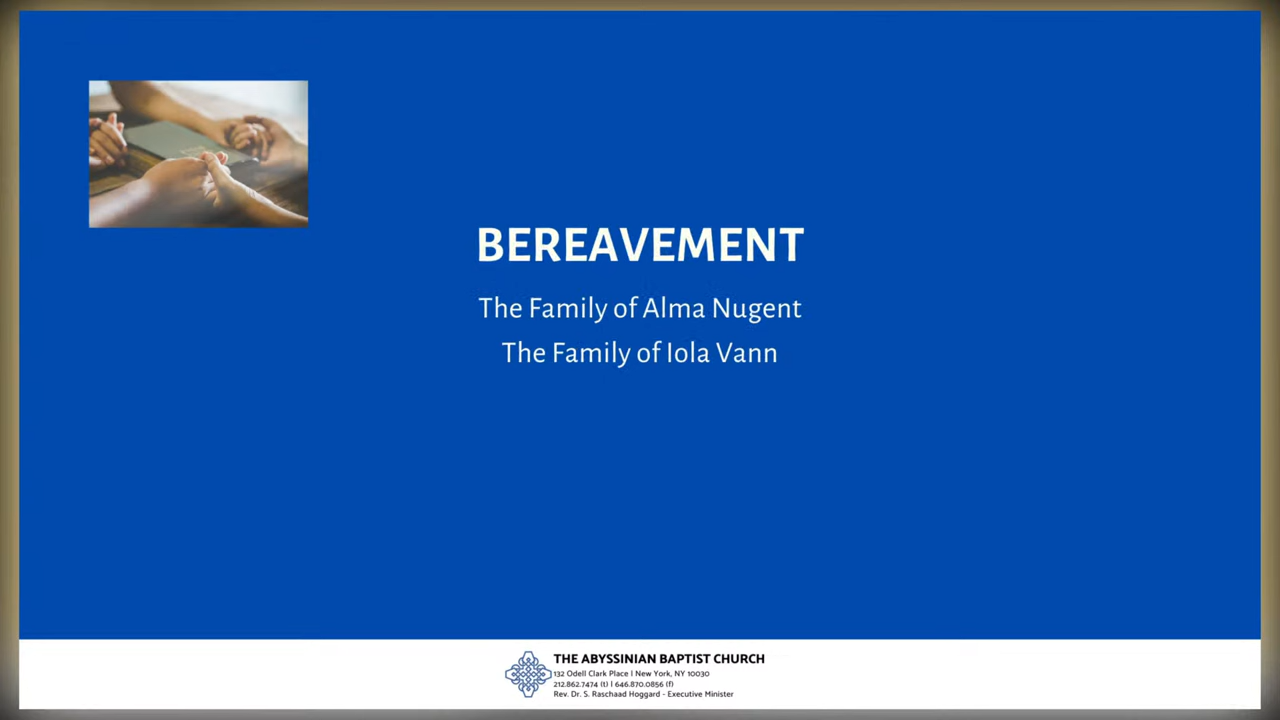 BEREAVEMENT
The Family of Alma Nugent
The Family of Iola Vann
THE ABYSSINIAN BAPTIST CHURCH
132 Odell Clark Place | New York, NY 10030
212.862.7474 (t) | 646.870.0856 (f)
Rev. Dr. S. Raschaad Hoggard - Executive Minister